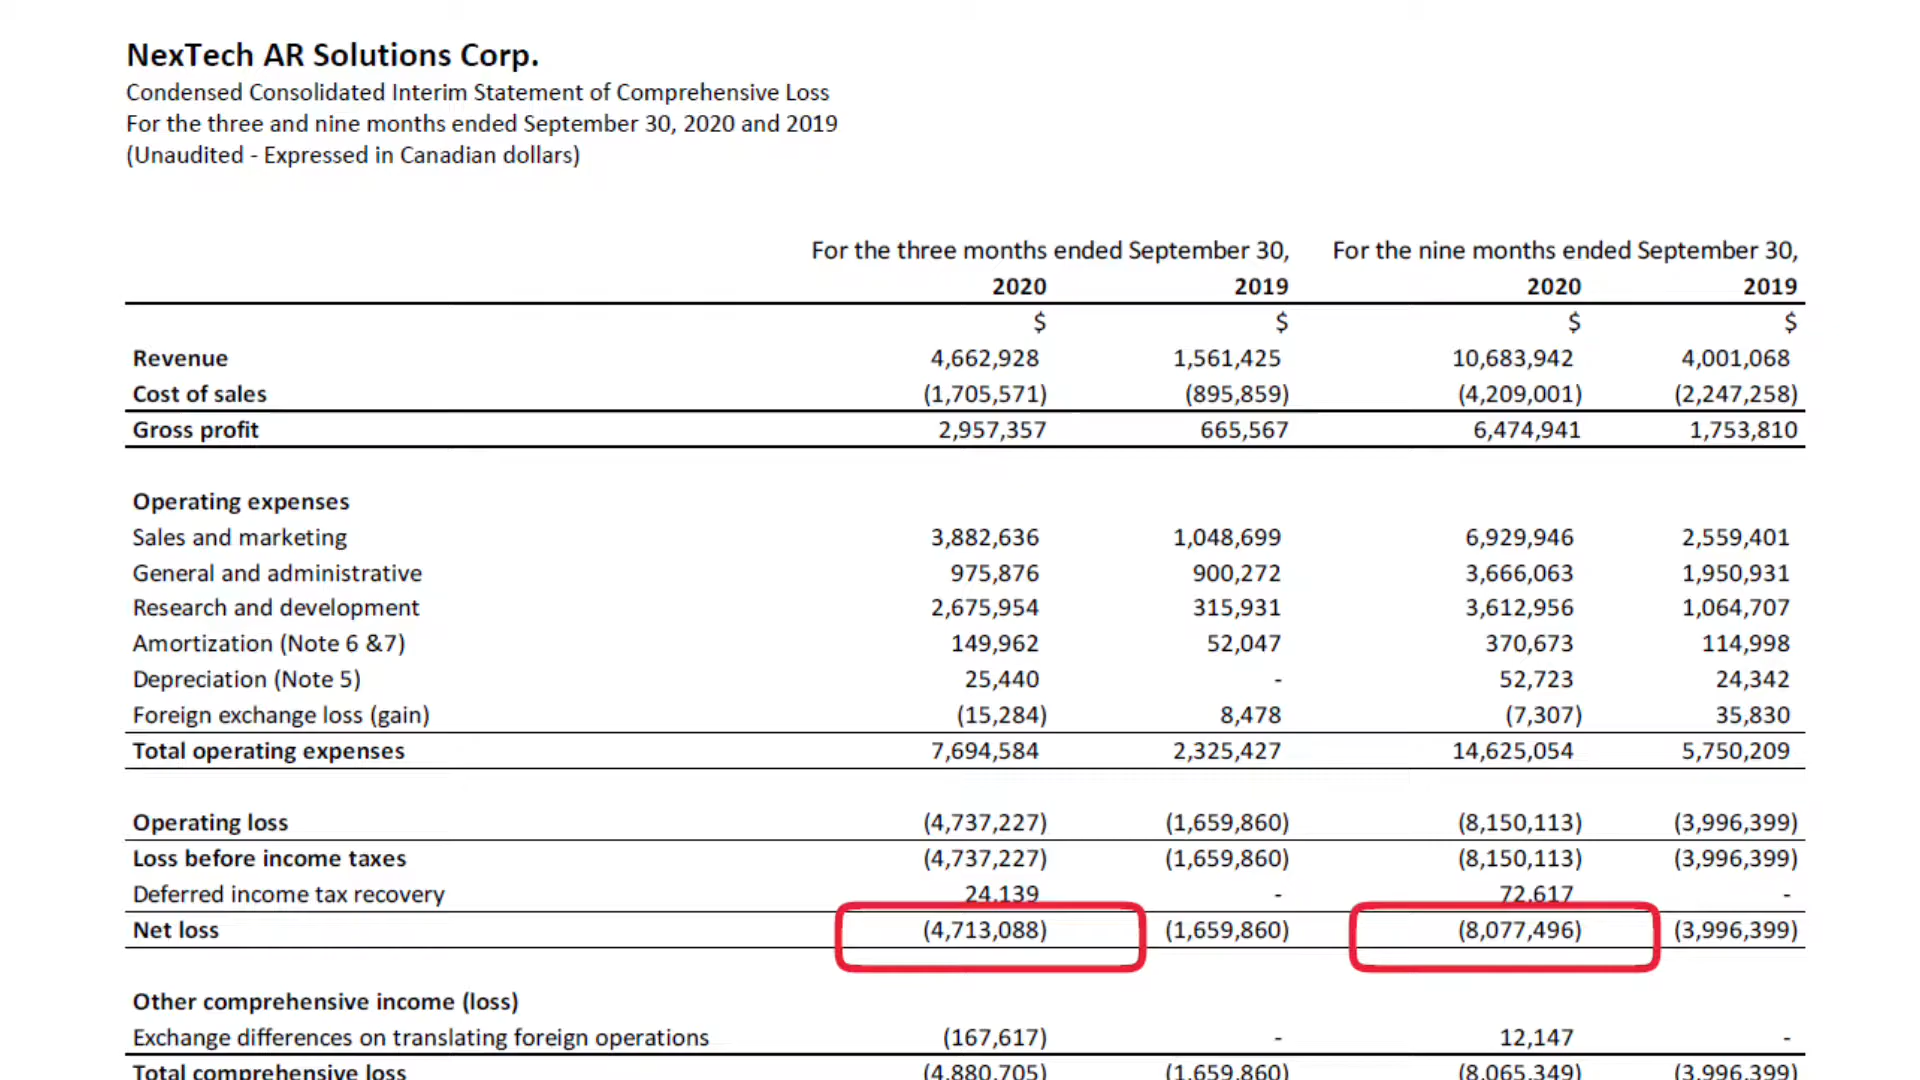 NexTech AR Solutions Corp.
Condensed Consolidated Interim Statement of Comprehensive Loss
For the three and nine months ended September 30, 2020 and 2019
(Unaudited - Expressed in Canadian dollars)
For the three months ended September 30, For the nine months ended September 30,
2020 2019 2020 2019
$ $ $ $
Revenue 4,662,928 1,561,425 10,683,942 4,001,068
Cost of sales (1,705,571) (895,859) (4,209,001) (2,247,258)
Gross profit 2,957,357 665,567 6,474,941 1,753,810
Operating expenses
Sales and marketing 3,882,636 1,048,699 6,929,946 2,559,401
General and administrative 975,876 900,272 3,666,063 1,950,931
Research and development 2,675,954 315,931 3,612,956 1,064,707
Amortization (Note 6 &7) 149,962 52,047 370,673 114,998
Depreciation (Note 5) 25,440 - 52,723 24,342
Foreign exchange loss (gain) (15,284) 8,478 (7,307) 35,830
Total operating expenses 7,694,584 2,325,427 14,625,054 5,750,209
Operating loss (4,737,227) (1,659,860) (8,150,113) (3,996,399)
Loss before income taxes (4,737,227) (1,659,860) (8,150,113) (3,996,399)
Deferred income tax recovery 24,139 - 72,617 -
Net loss (4,713,088) (1,659,860) (8,077,496) (3,996,399)
Other comprehensive income (loss)
Exchange differences on translating foreign operations (167,617) - 12,147 -
Total comprehensive loss (4,880,705) (1,659,860) (8,065,349) (3,996,399)